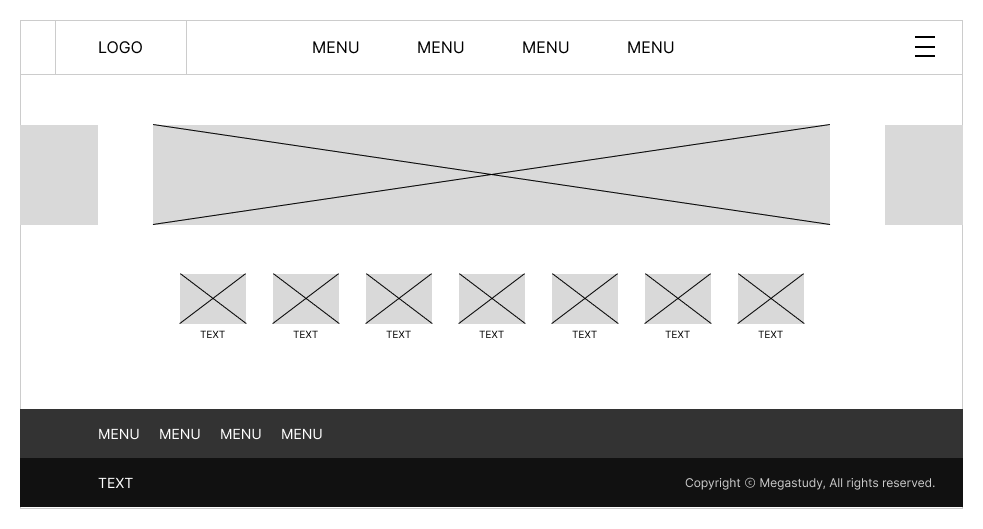 LOGO MENU MENU MENU MENU
TEXT TEXT TEXT TEXT TEXT TEXT TEXT
MENU MENU MENU MENU
TEXT Copyright ⓒ Megastudy, All rights reserved.